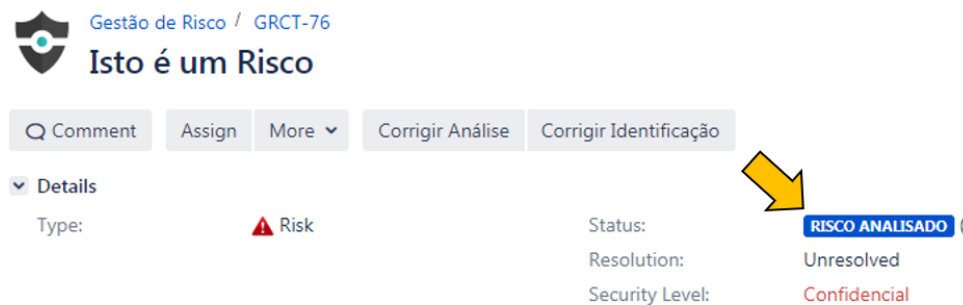 Gestão de Risco / GRCT-76
Isto é um Risco
Comment Assign More Corrigir Análise Corrigir Identificação
Details
Type: Risk Status: RISCO ANALISADO (
Resolution: Unresolved
Security Level: Confidencial